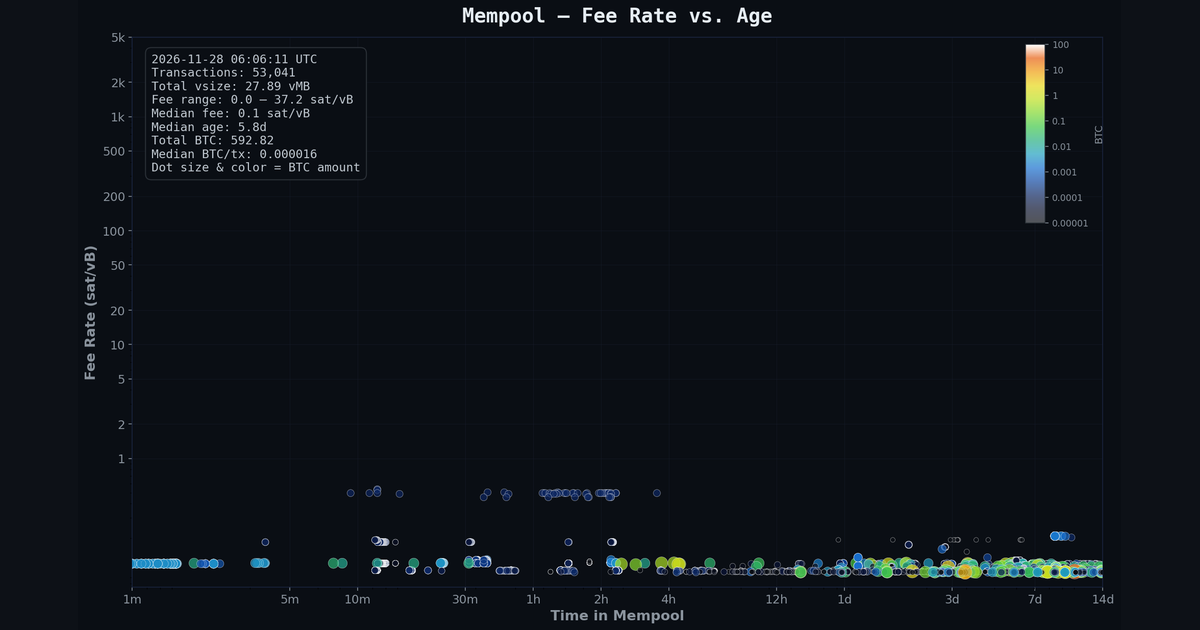 Mempool — Fee Rate vs. Age
2026-11-28 06:06:11 UTC
Transactions: 53,041
Total vsize: 27.89 vMB
Fee range: 0.0 — 37.2 sat/vB
Median fee: 0.1 sat/vB
Median age: 5.8d
Total BTC: 592.82
Median BTC/tx: 0.000016
Dot size & color = BTC amount
100
10
1
0.1
0.01
0.001
0.0001
0.00001
BTC
Fee Rate (sat/vB)
5k
2k
1k
500
200
100
50
20
10
5
2
1
1m 5m 10m 30m 1h 2h 4h 12h 1d 3d 7d 14d
Time in Mempool